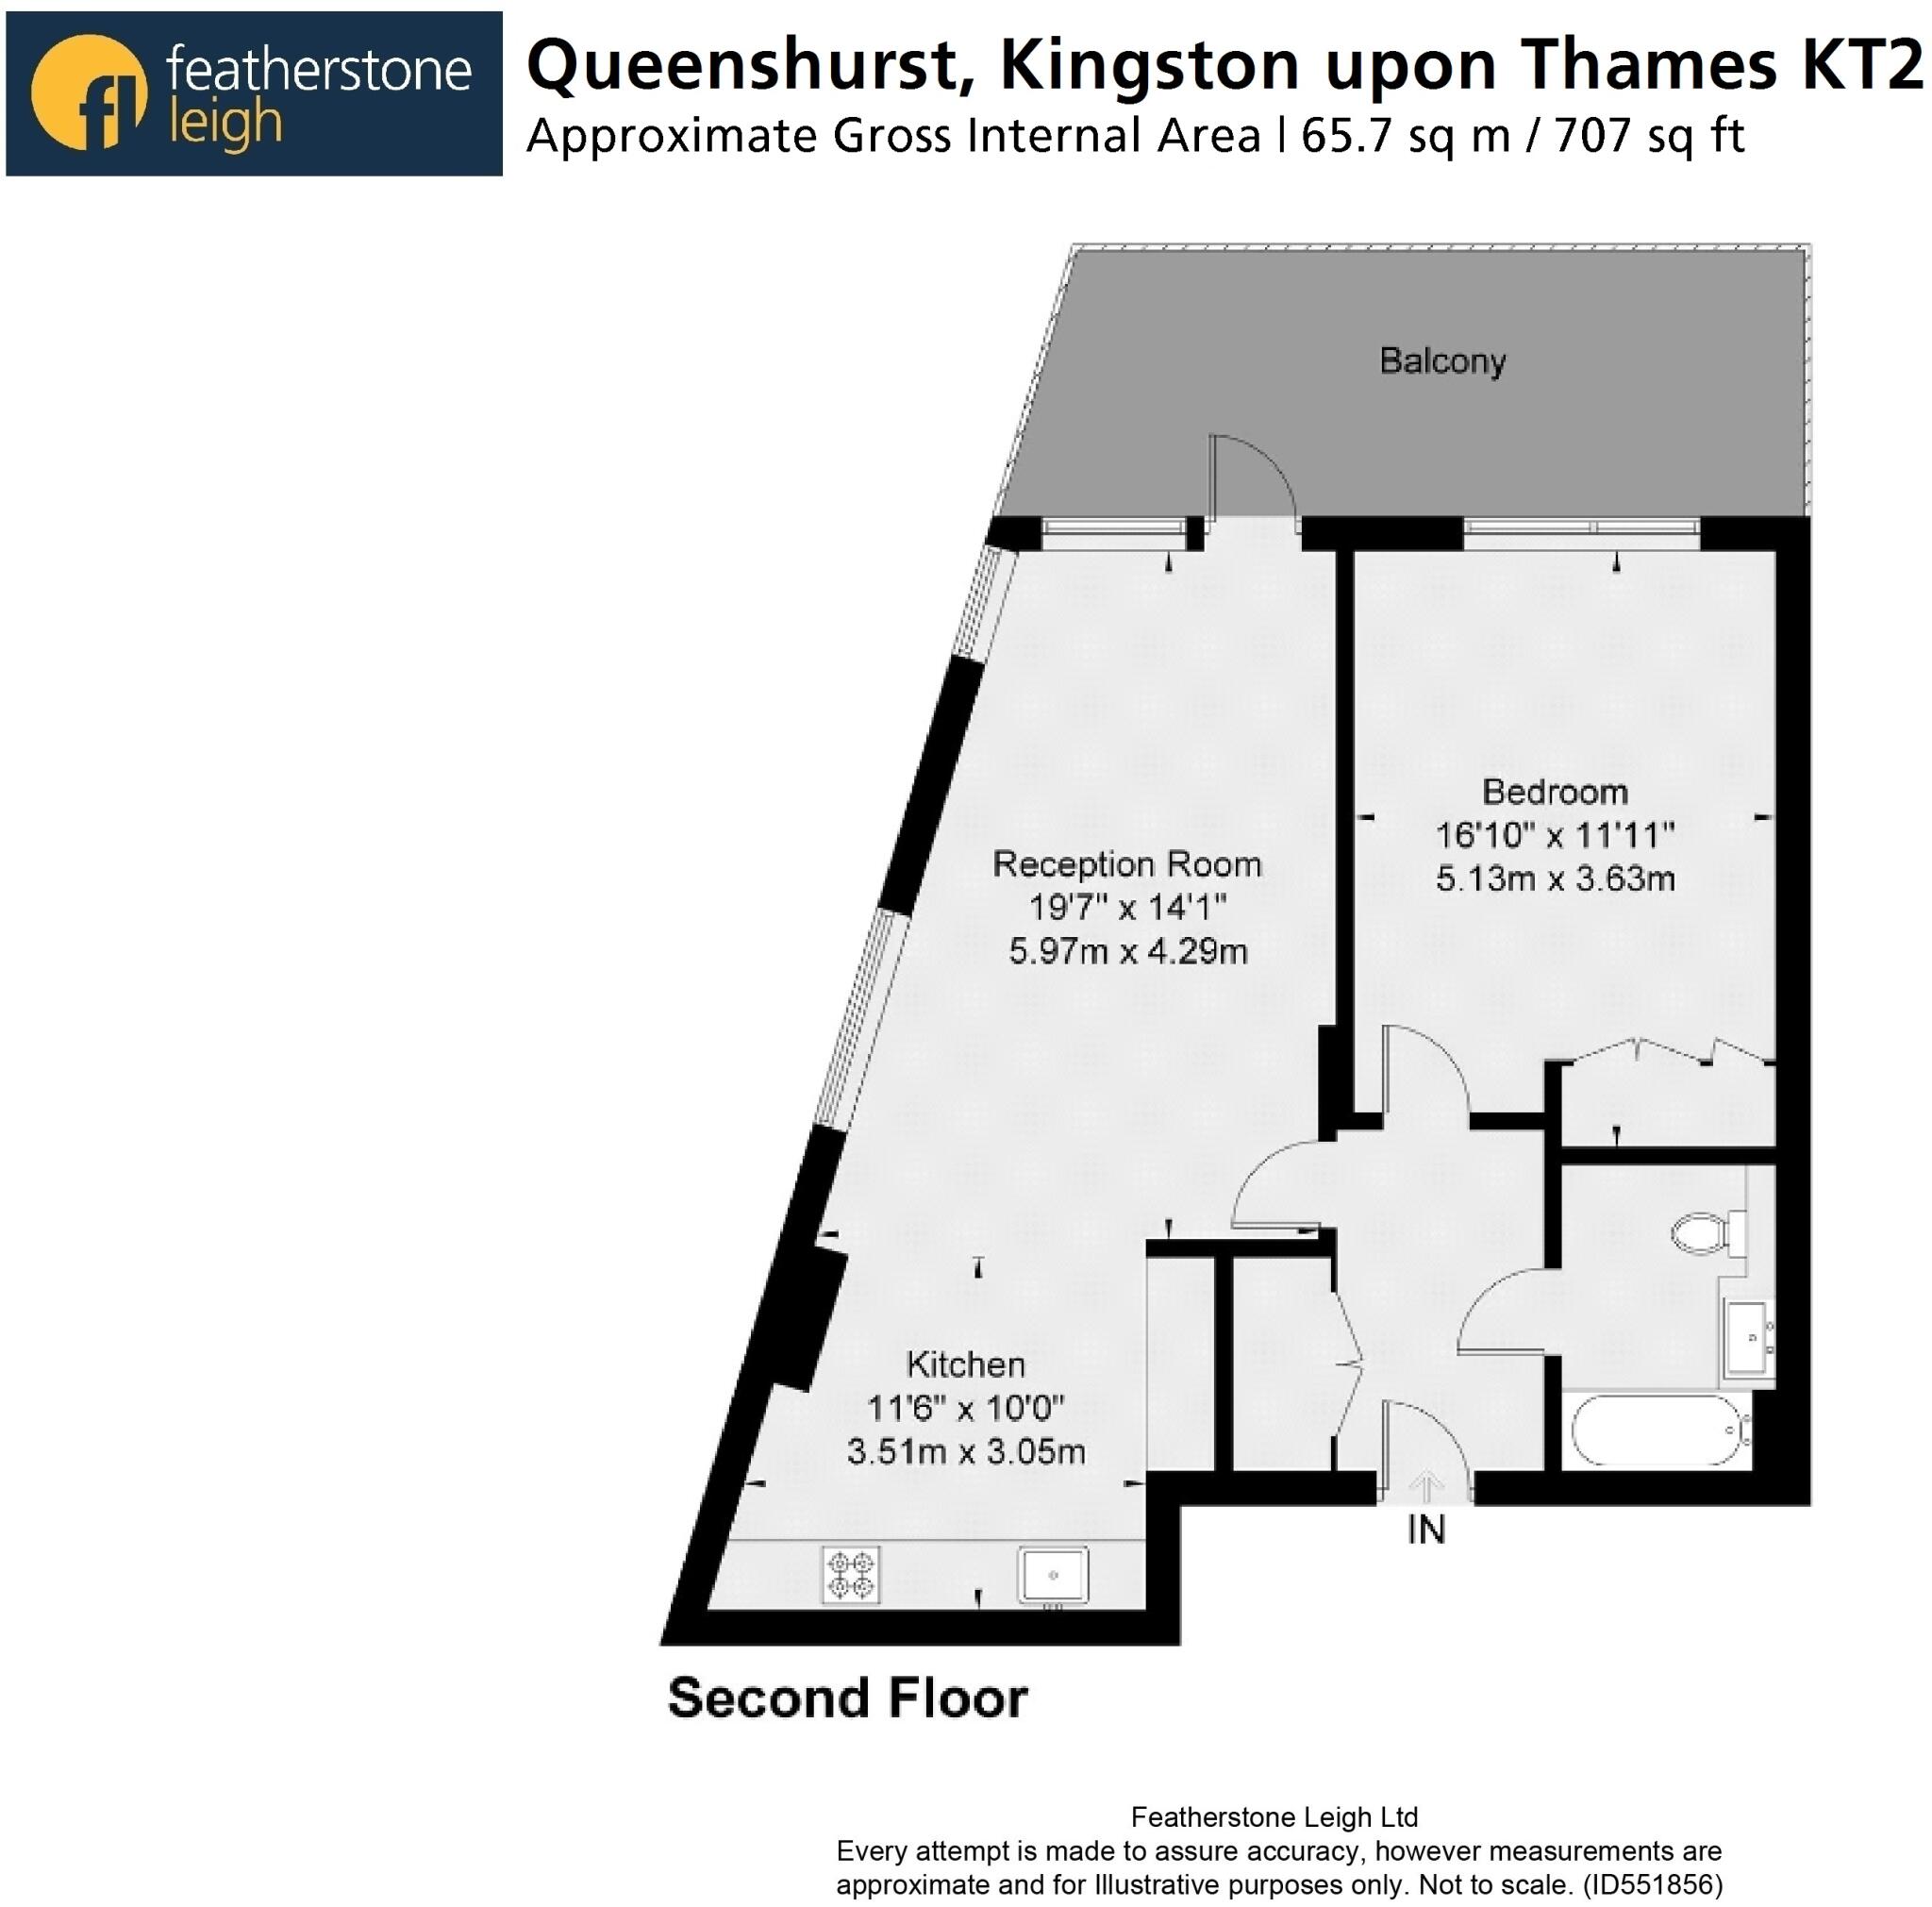 featherstone
leigh
Queenshurst, Kingston upon Thames KT2
Approximate Gross Internal Area | 65.7 sq m / 707 sq ft
Balcony
Bedroom
16'10" x 11'11"
5.13m x 3.63m
Reception Room
19'7" x 14'1"
5.97m x 4.29m
Kitchen
11'6" x 10'0"
3.51m x 3.05m
IN
Second Floor
Featherstone Leigh Ltd
Every attempt is made to assure accuracy, however measurements are
approximate and for Illustrative purposes only. Not to scale. (ID551856)